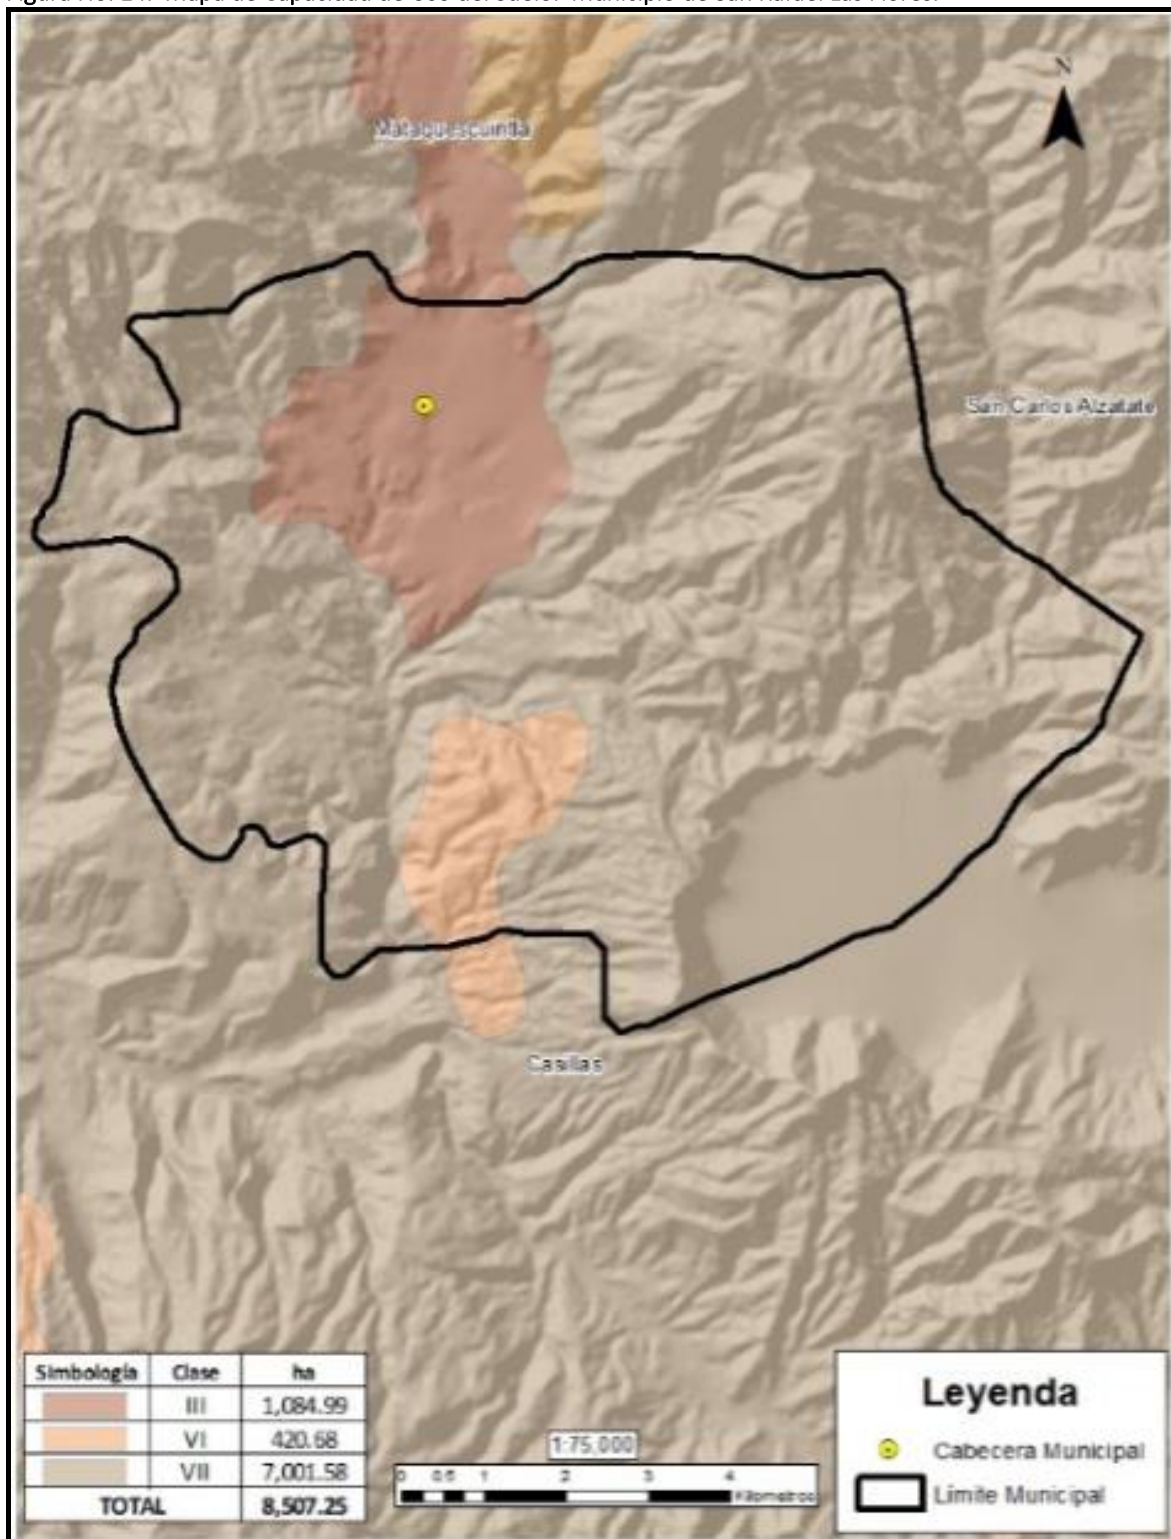 N
Mataquescuintla
San Carlos Alzatate
Casillas
Simbología Clase ha
III 1,084.99
VI 420.68
VII 7,001.58
TOTAL 8,507.25
1:75,000
0 0.5 1 2 3 4
Kilometros
Leyenda
Cabecera Municipal
Límite Municipal